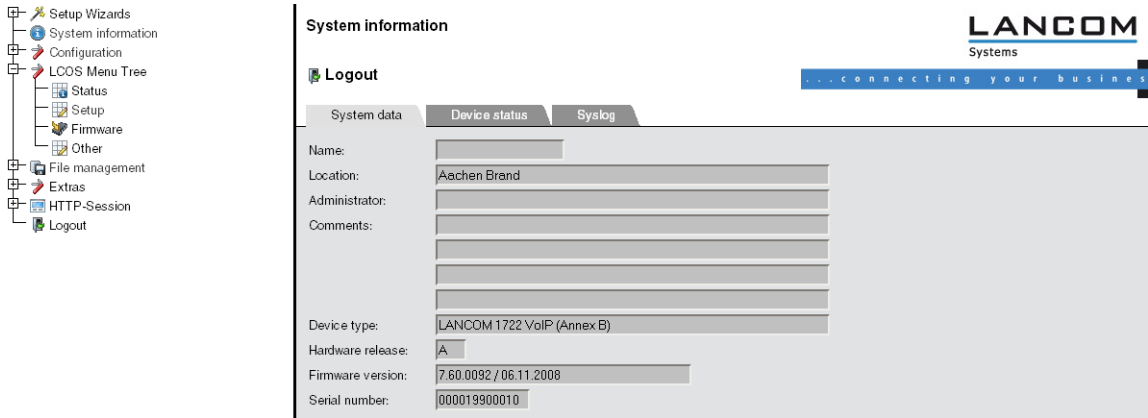 Setup Wizards
System information
Configuration
LCOS Menu Tree
Status
Setup
Firmware
Other
File management
Extras
HTTP-Session
Logout
System information
LANCOM
Systems
Logout
...connecting your busines
System data Device status Syslog
Name:
Location: Aachen Brand
Administrator:
Comments:
Device type: LANCOM 1722 VoIP (Annex B)
Hardware release: A
Firmware version: 7.60.0092 / 06.11.2008
Serial number: 000019900010